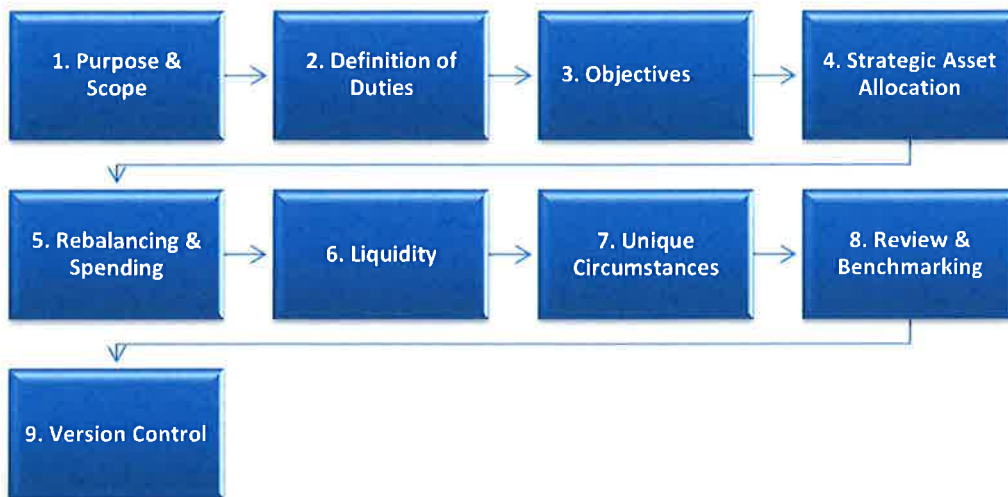 1. Purpose &
Scope
2. Definition of
Duties
3. Objectives
4. Strategic Asset
Allocation
5. Rebalancing &
Spending
6. Liquidity
7. Unique
Circumstances
8. Review &
Benchmarking
9. Version Control